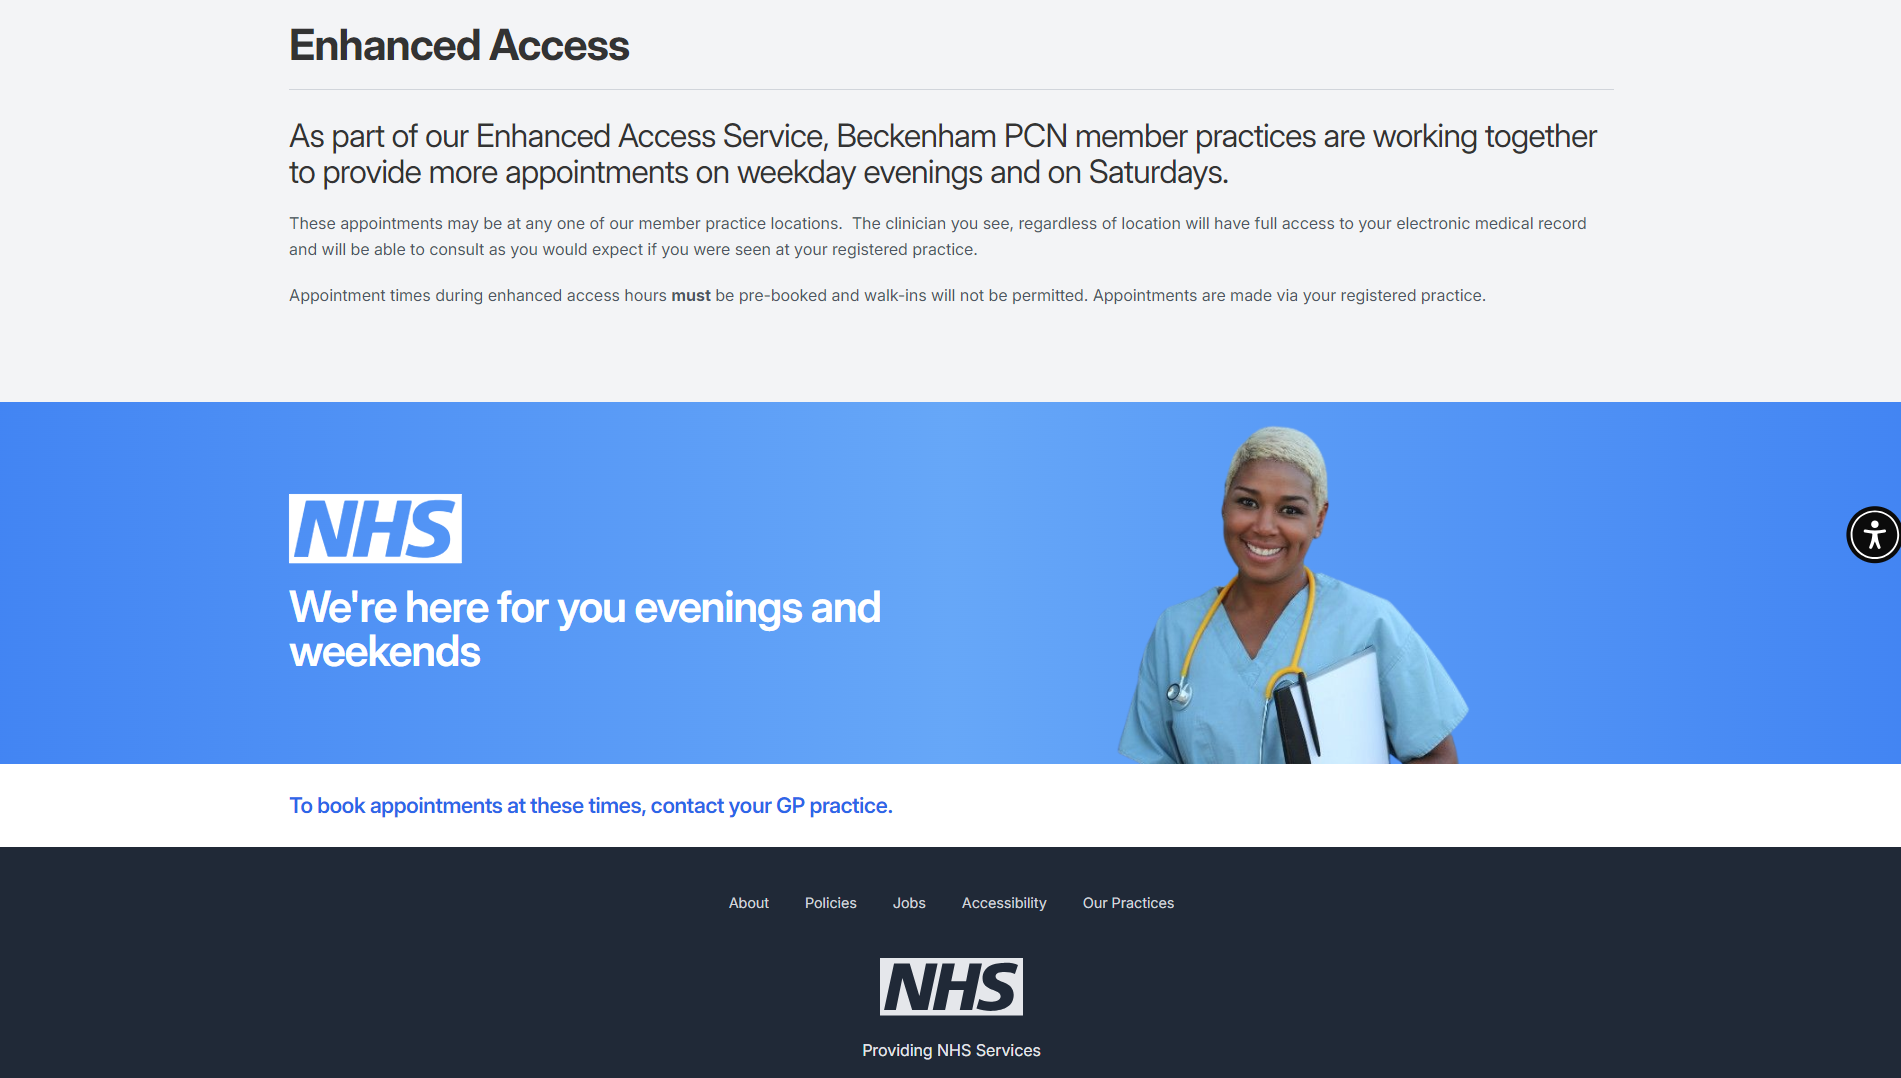 Enhanced Access
As part of our Enhanced Access Service, Beckenham PCN member practices are working together
to provide more appointments on weekday evenings and on Saturdays.
These appointments may be at any one of our member practice locations.  The clinician you see, regardless of location will have full access to your electronic medical record
and will be able to consult as you would expect if you were seen at your registered practice.
Appointment times during enhanced access hours must be pre-booked and walk-ins will not be permitted. Appointments are made via your registered practice.
NHS
We're here for you evenings and
weekends
To book appointments at these times, contact your GP practice.
About Policies Jobs Accessibility Our Practices
NHS
Providing NHS Services